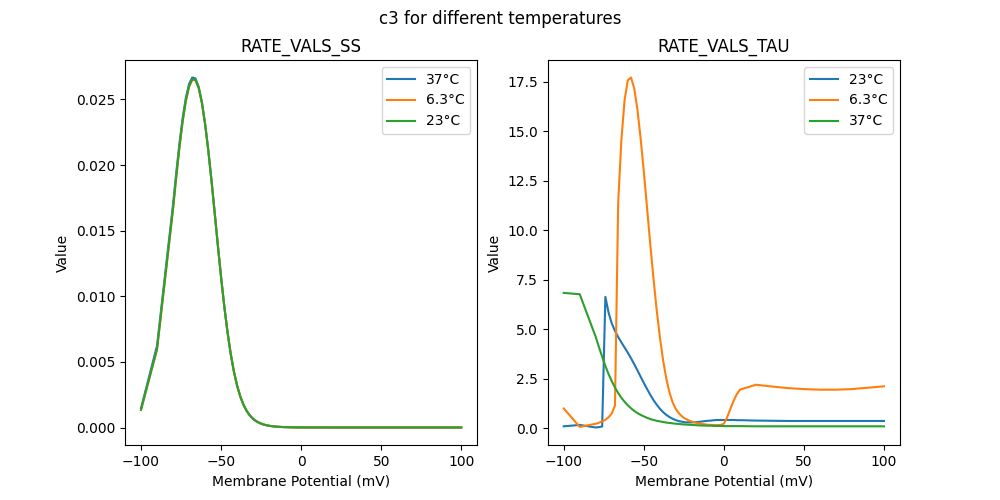 c3 for different temperatures
RATE_VALS_SS
37°C
6.3°C
23°C
0.025
0.020
0.015
0.010
0.005
0.000
Value
−100
−50
0
50
100
Membrane Potential (mV)
RATE_VALS_TAU
23°C
6.3°C
37°C
17.5
15.0
12.5
10.0
7.5
5.0
2.5
0.0
Value
−100
−50
0
50
100
Membrane Potential (mV)